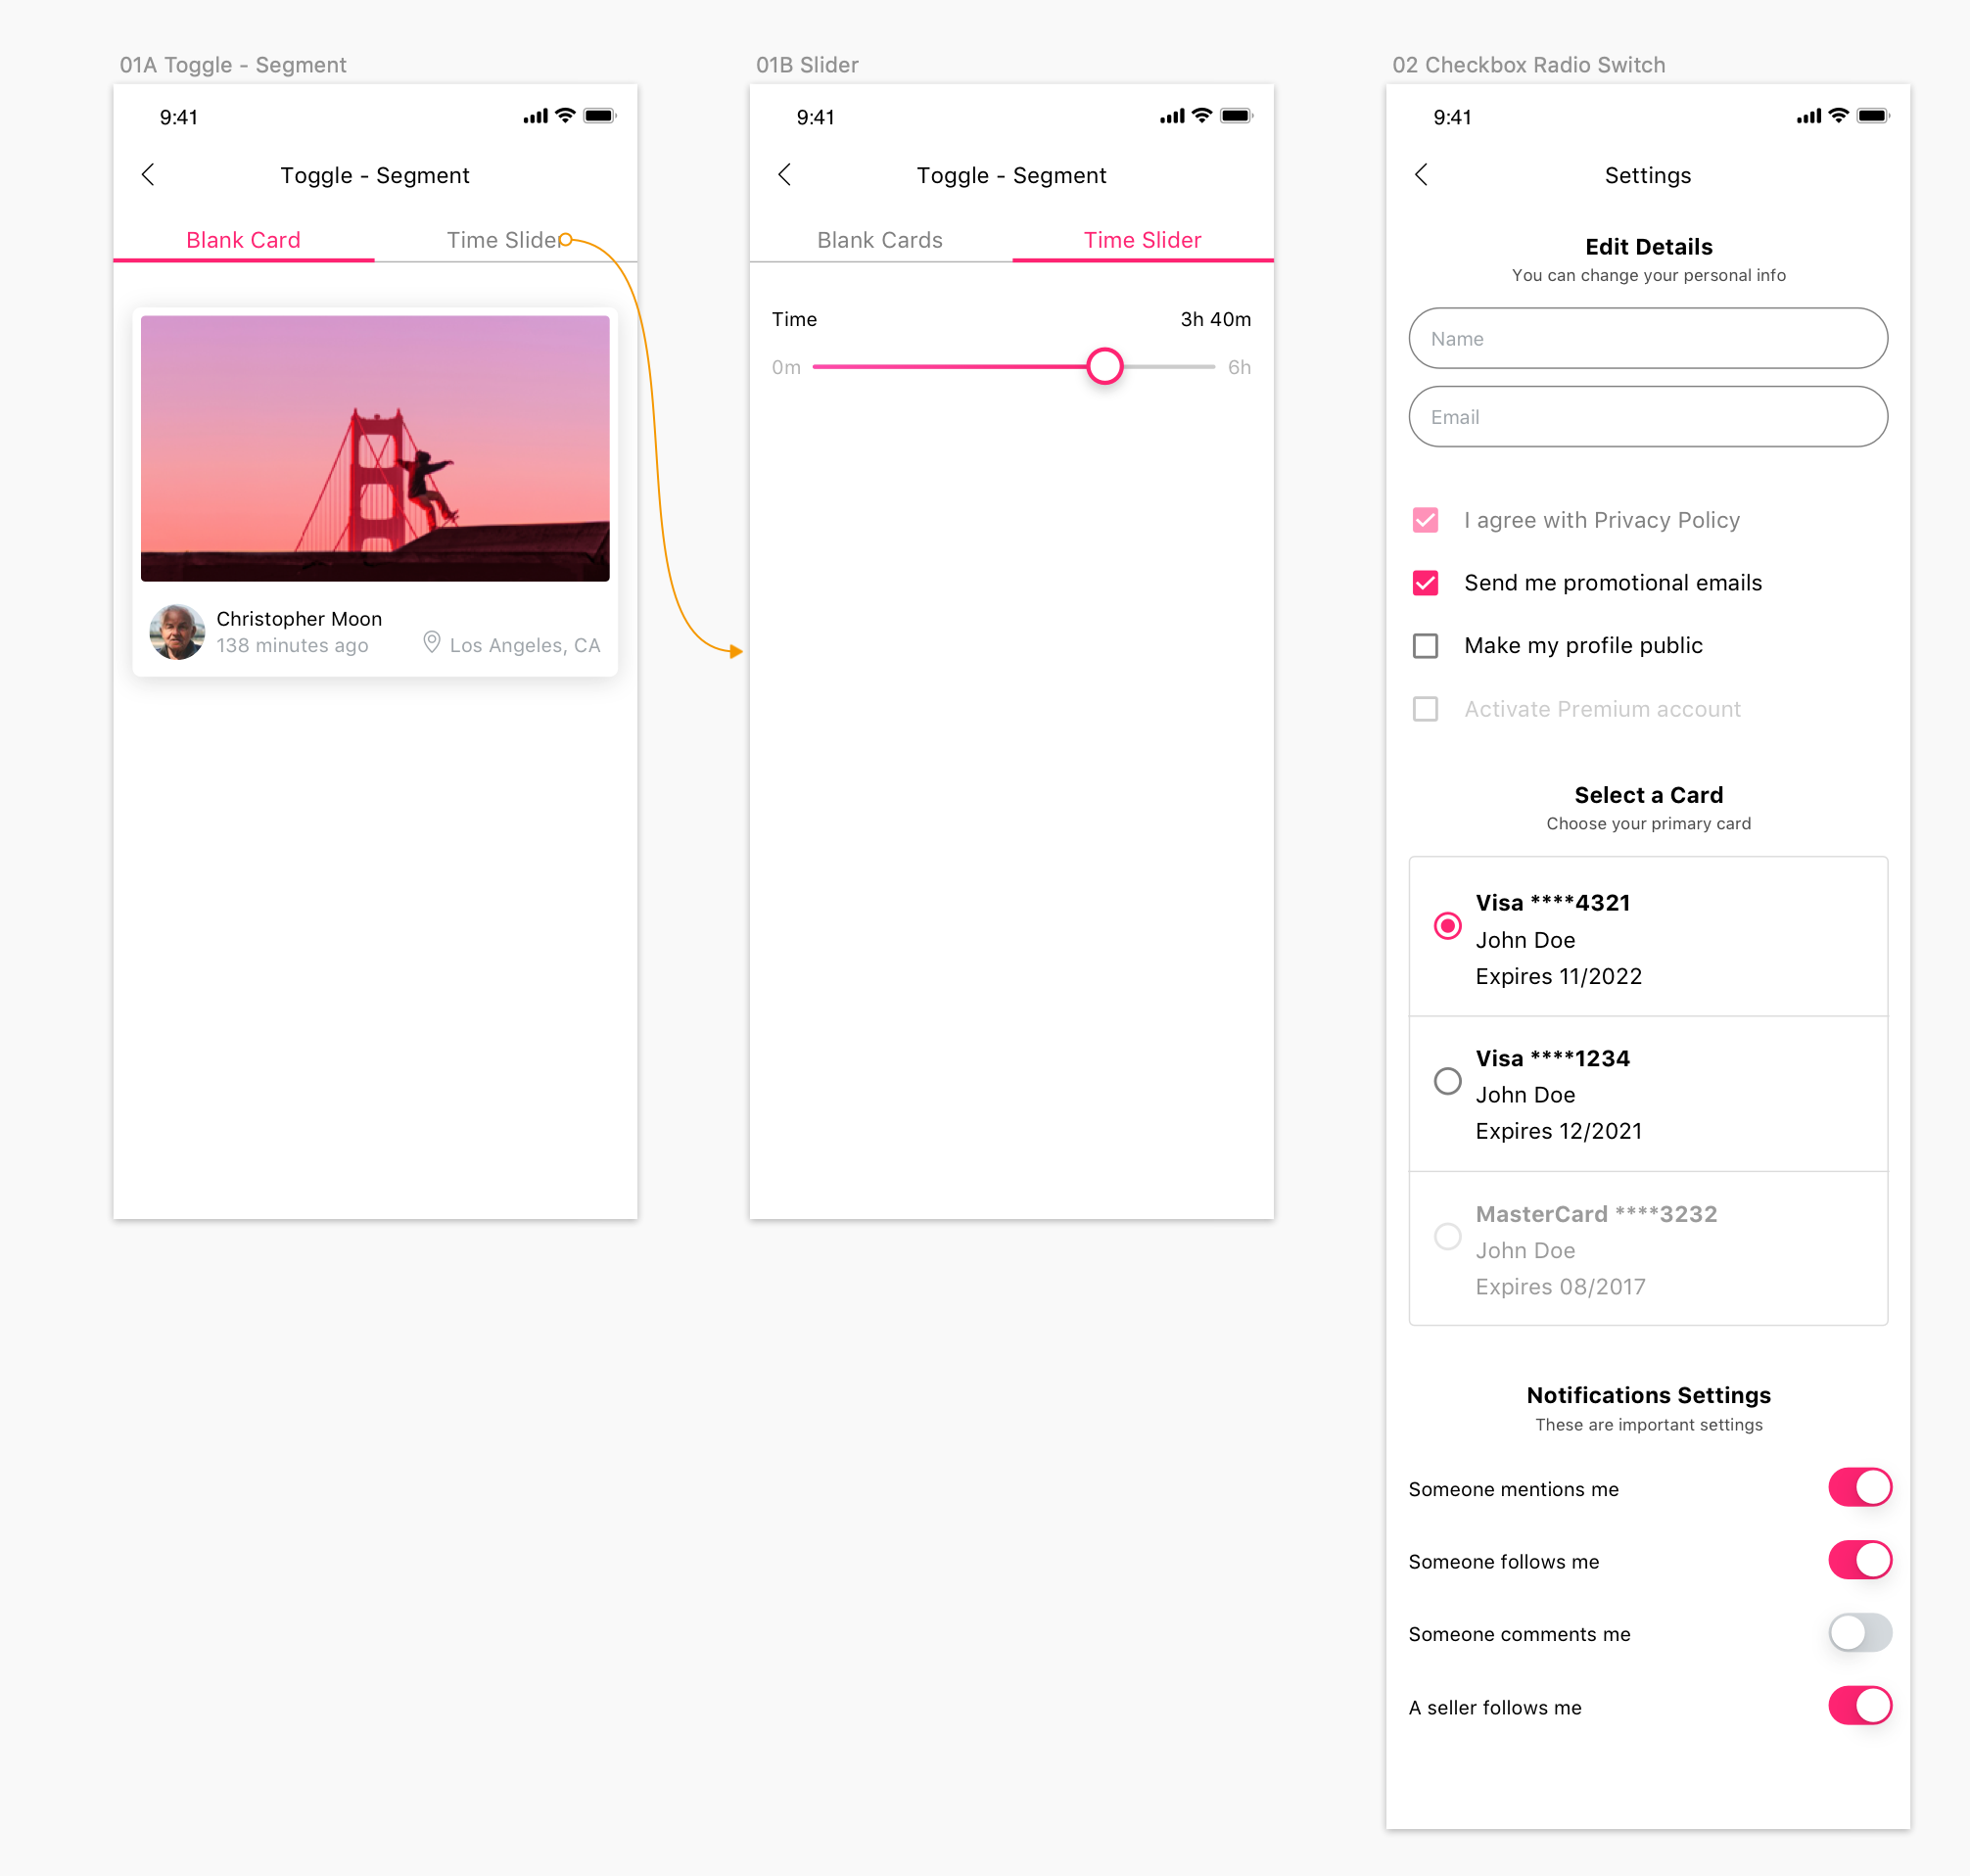 01A Toggle - Segment
9:41
Toggle - Segment
Blank Card
Time Slider
Christopher Moon
138 minutes ago
Los Angeles, CA
01B Slider
9:41
Toggle - Segment
Blank Cards
Time Slider
Time
3h 40m
0m
6h
02 Checkbox Radio Switch
9:41
Settings
Edit Details
You can change your personal info
Name
Email
I agree with Privacy Policy
Send me promotional emails
Make my profile public
Activate Premium account
Select a Card
Choose your primary card
Visa ****4321
John Doe
Expires 11/2022
Visa ****1234
John Doe
Expires 12/2021
MasterCard ****3232
John Doe
Expires 08/2017
Notifications Settings
These are important settings
Someone mentions me
Someone follows me
Someone comments me
A seller follows me